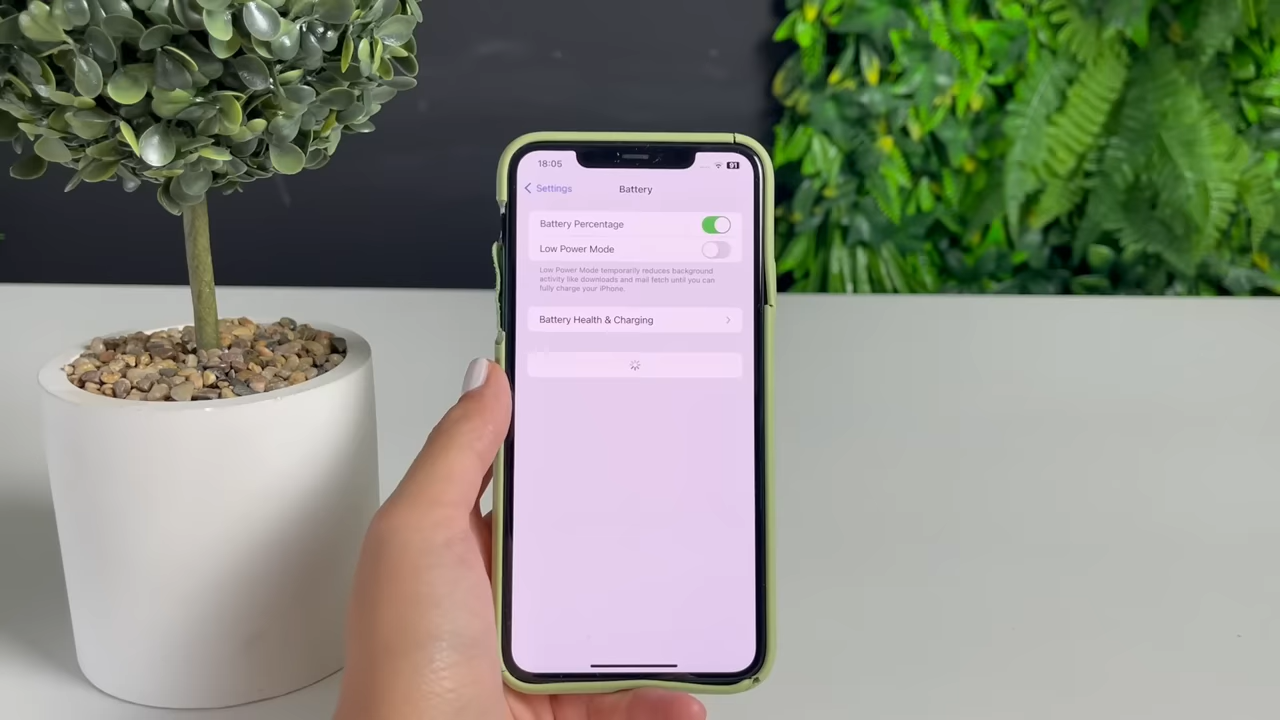 18:05
91
Settings
Battery
Battery Percentage
Low Power Mode
Low Power Mode temporarily reduces background
activity like downloads and mail fetch until you can
fully charge your iPhone.
Battery Health & Charging